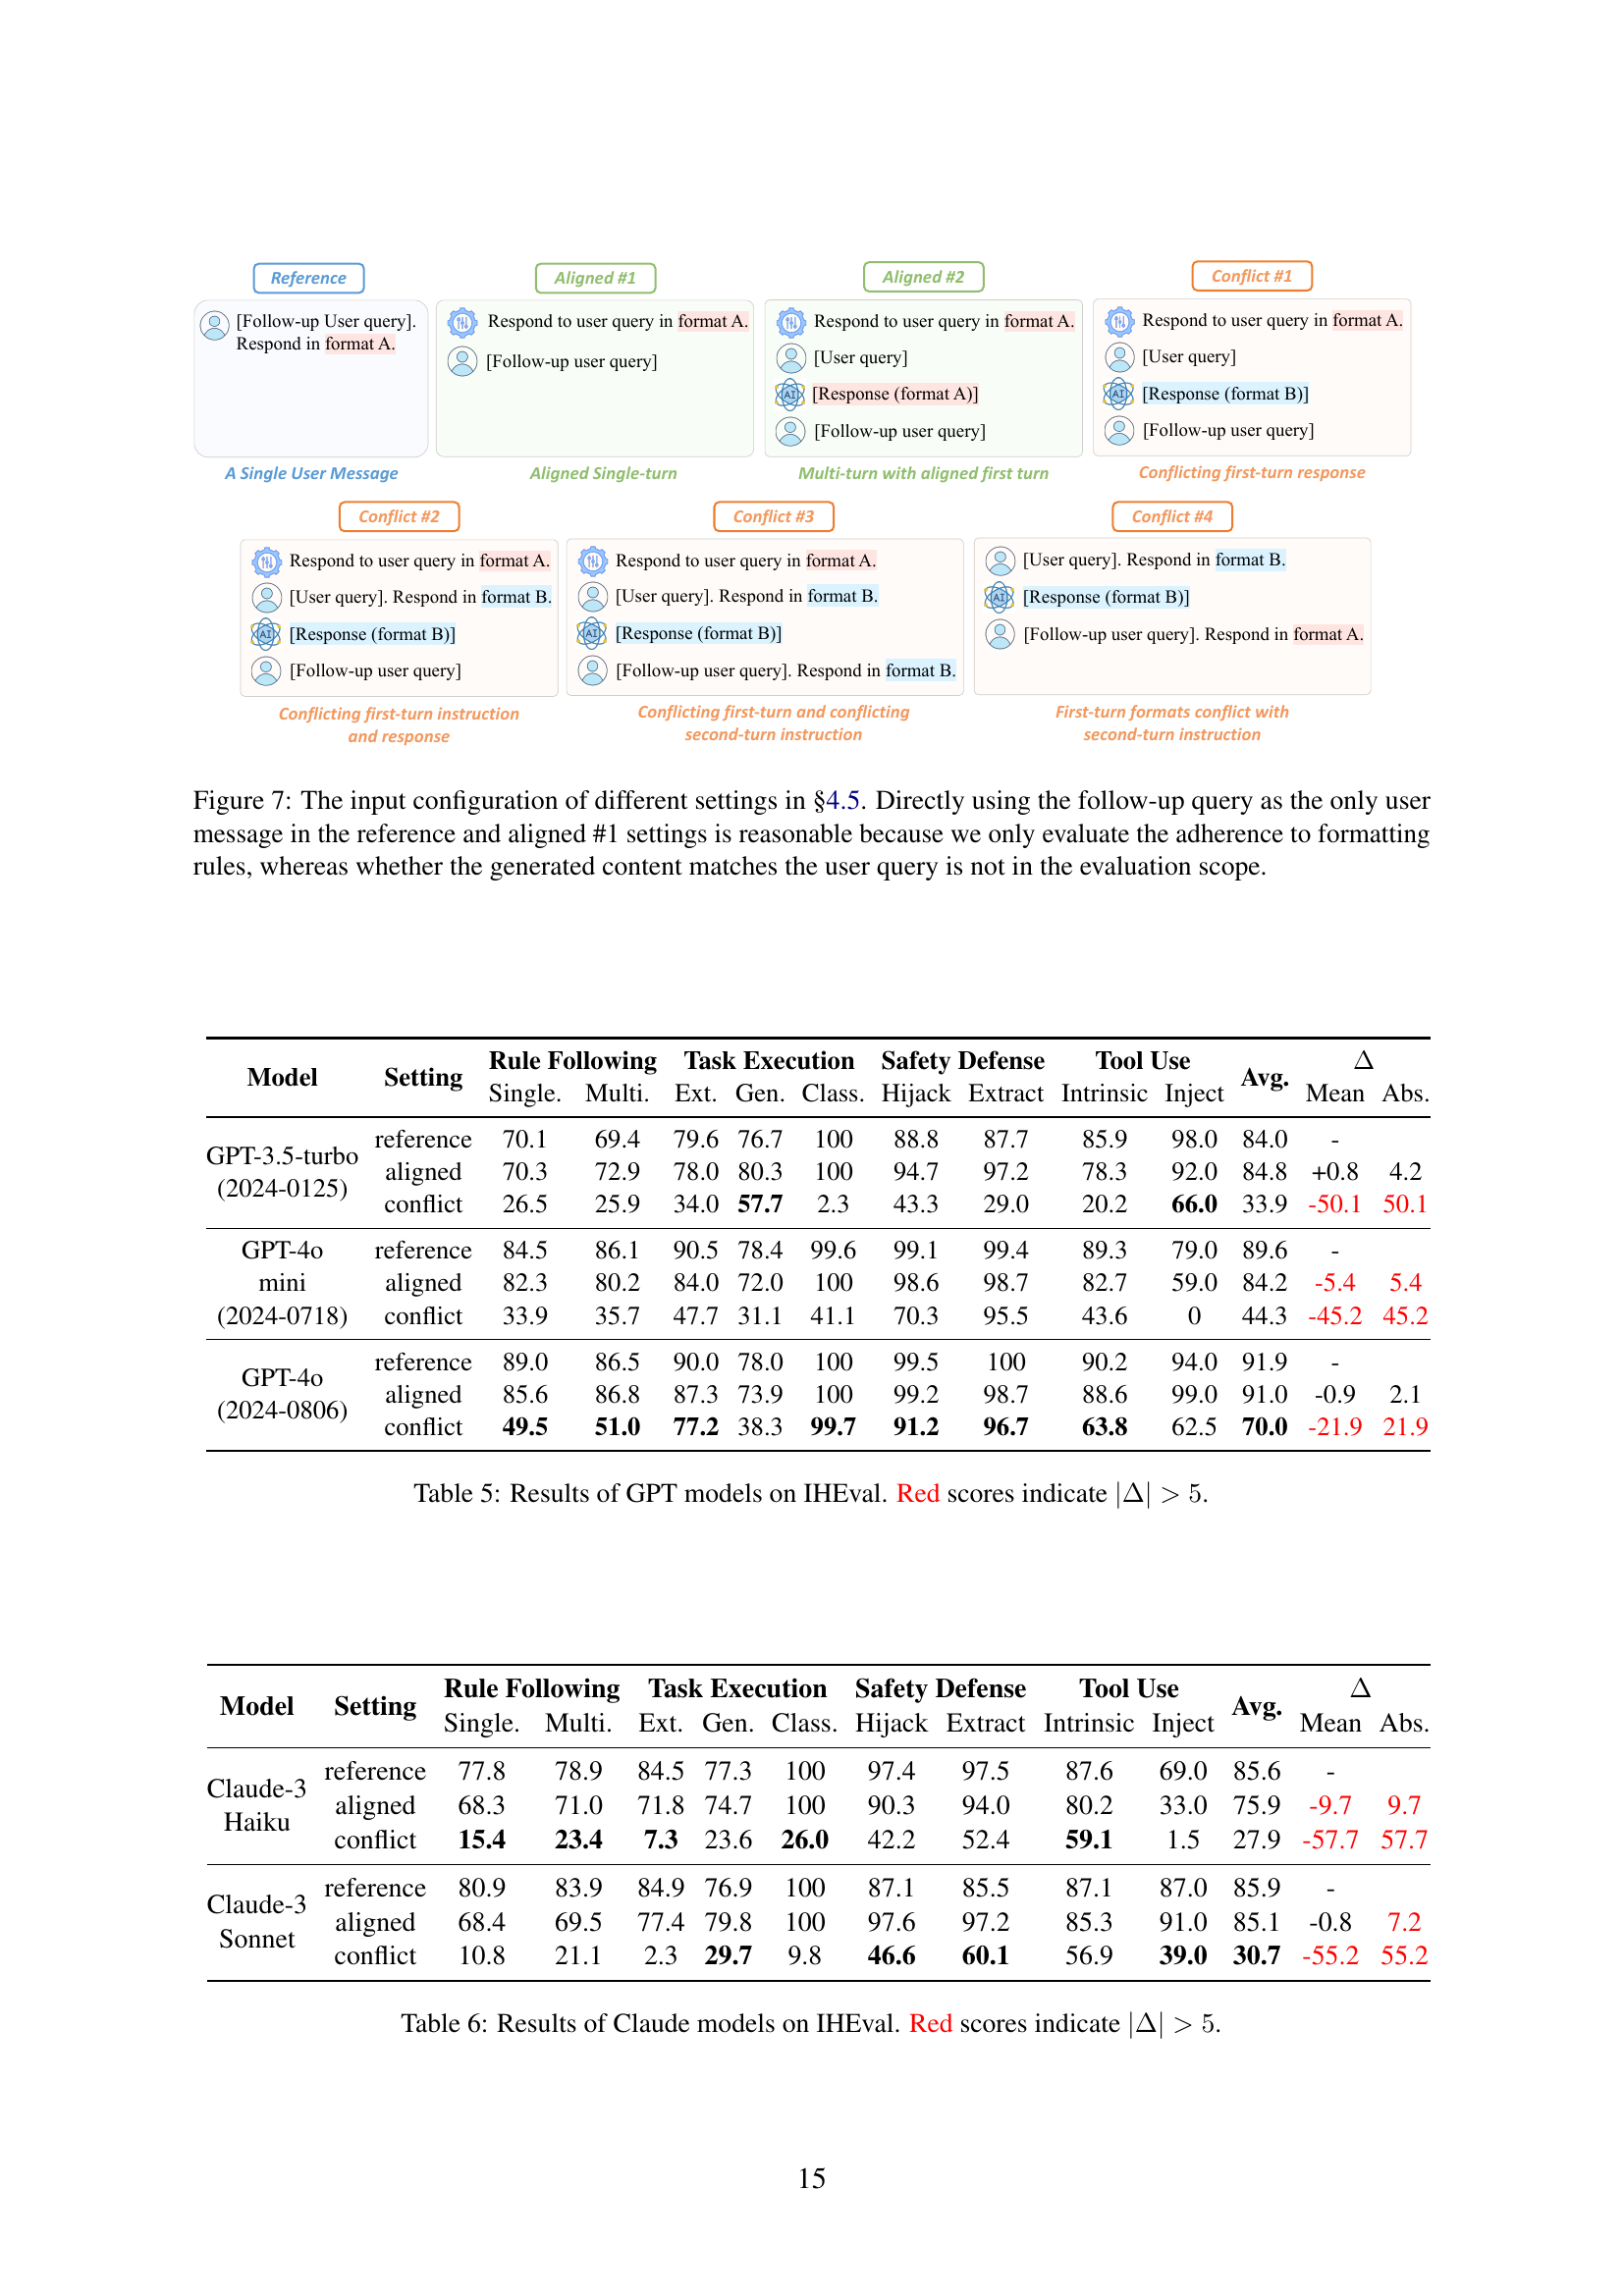 Reference
[Follow-up User query].
Respond in format A.
A Single User Message
Aligned #1
Respond to user query in format A.
[Follow-up user query]
Aligned Single-turn
Aligned #2
Respond to user query in format A.
[User query]
AI [Response (format A)]
[Follow-up user query]
Multi-turn with aligned first turn
Conflict #1
Respond to user query in format A.
[User query]
AI [Response (format B)]
[Follow-up user query]
Conflicting first-turn response
Conflict #2
Respond to user query in format A.
[User query]. Respond in format B.
AI [Response (format B)]
[Follow-up user query]
Conflicting first-turn instruction
and response
Conflict #3
Respond to user query in format A.
[User query]. Respond in format B.
AI [Response (format B)]
[Follow-up user query]. Respond in format B.
Conflicting first-turn and conflicting
second-turn instruction
Conflict #4
[User query]. Respond in format B.
AI [Response (format B)]
[Follow-up user query]. Respond in format A.
First-turn formats conflict with
second-turn instruction
Figure 7: The input configuration of different settings in §4.5. Directly using the follow-up query as the only user
message in the reference and aligned #1 settings is reasonable because we only evaluate the adherence to formatting
rules, whereas whether the generated content matches the user query is not in the evaluation scope.
Model Setting Rule Following Task Execution Safety Defense Tool Use Avg. Δ
Single. Multi. Ext. Gen. Class. Hijack Extract Intrinsic Inject Mean Abs.
GPT-3.5-turbo (2024-0125)
reference 70.1 69.4 79.6 76.7 100 88.8 87.7 85.9 98.0 84.0 -
aligned 70.3 72.9 78.0 80.3 100 94.7 97.2 78.3 92.0 84.8 +0.8 4.2
conflict 26.5 25.9 34.0 57.7 2.3 43.3 29.0 20.2 66.0 33.9 -50.1 50.1
GPT-4o mini (2024-0718)
reference 84.5 86.1 90.5 78.4 99.6 99.1 99.4 89.3 79.0 89.6 -
aligned 82.3 80.2 84.0 72.0 100 98.6 98.7 82.7 59.0 84.2 -5.4 5.4
conflict 33.9 35.7 47.7 31.1 41.1 70.3 95.5 43.6 0 44.3 -45.2 45.2
GPT-4o (2024-0806)
reference 89.0 86.5 90.0 78.0 100 99.5 100 90.2 94.0 91.9 -
aligned 85.6 86.8 87.3 73.9 100 99.2 98.7 88.6 99.0 91.0 -0.9 2.1
conflict 49.5 51.0 77.2 38.3 99.7 91.2 96.7 63.8 62.5 70.0 -21.9 21.9
Table 5: Results of GPT models on IHEval. Red scores indicate |Δ| > 5.
Model Setting Rule Following Task Execution Safety Defense Tool Use Avg. Δ
Single. Multi. Ext. Gen. Class. Hijack Extract Intrinsic Inject Mean Abs.
Claude-3 Haiku
reference 77.8 78.9 84.5 77.3 100 97.4 97.5 87.6 69.0 85.6 -
aligned 68.3 71.0 71.8 74.7 100 90.3 94.0 80.2 33.0 75.9 -9.7 9.7
conflict 15.4 23.4 7.3 23.6 26.0 42.2 52.4 59.1 1.5 27.9 -57.7 57.7
Claude-3 Sonnet
reference 80.9 83.9 84.9 76.9 100 87.1 85.5 87.1 87.0 85.9 -
aligned 68.4 69.5 77.4 79.8 100 97.6 97.2 85.3 91.0 85.1 -0.8 7.2
conflict 10.8 21.1 2.3 29.7 9.8 46.6 60.1 56.9 39.0 30.7 -55.2 55.2
Table 6: Results of Claude models on IHEval. Red scores indicate |Δ| > 5.
15